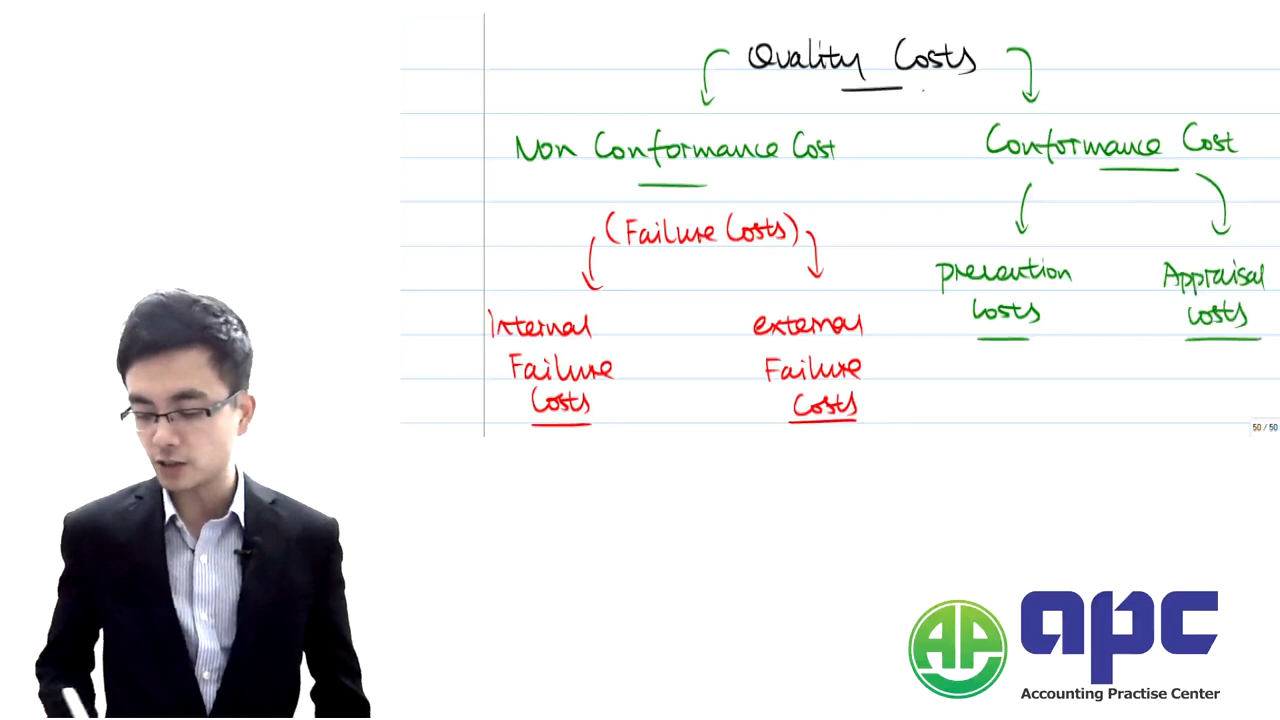 Quality Costs
Non Conformance Cost
Conformance Cost
(Failure Costs)
Prevention
Costs
Appraisal
costs
Internal
Failure
Costs
external
Failure
Costs
50 / 50
AP
apc
Accounting Practise Center